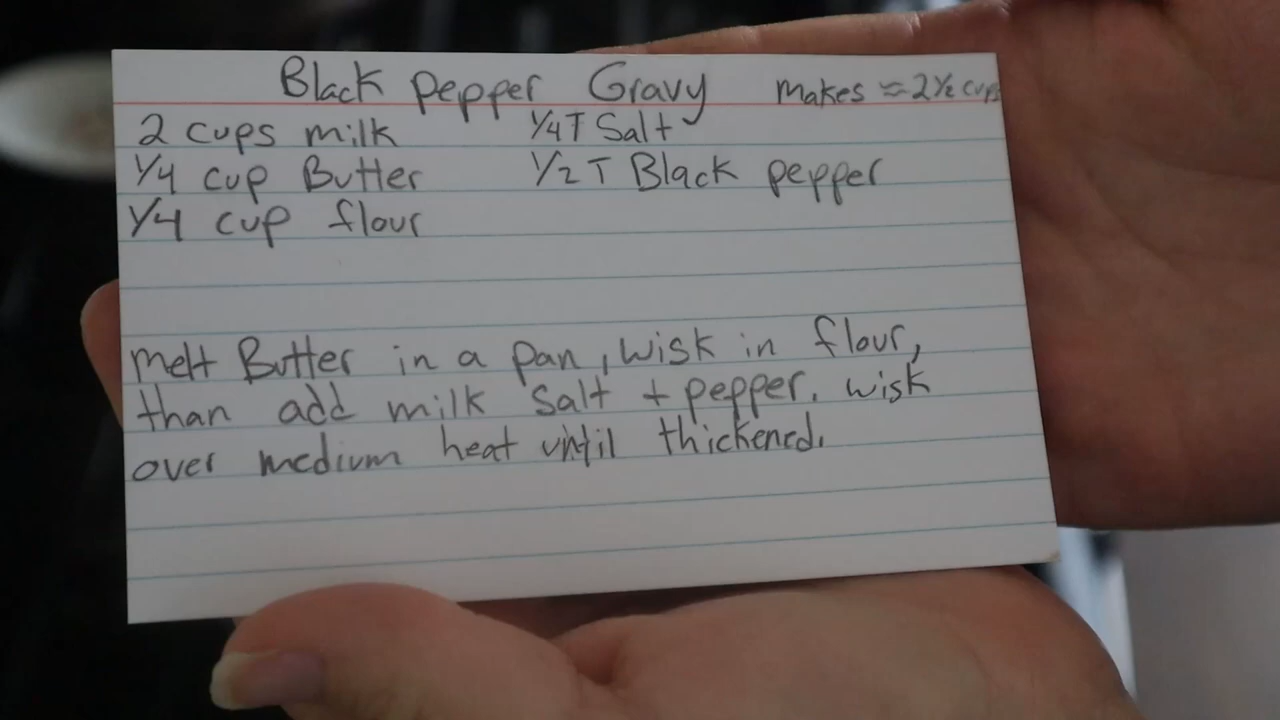 Black pepper Gravy makes ≈ 2 ½ cups
2 cups milk ¼ T Salt
¼ cup Butter ½ T Black pepper
¼ cup flour
melt Butter in a pan, wisk in flour,
than add milk Salt + pepper. wisk
over medium heat until thickened.